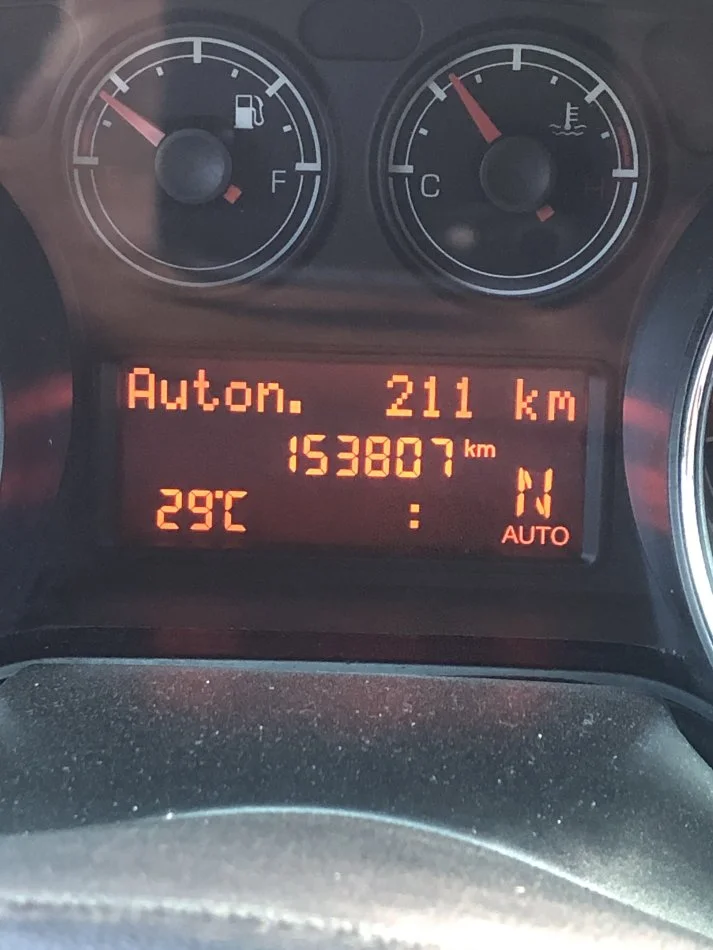 F
C H
Auton. 211 km
153807 km
29°C : N
AUTO